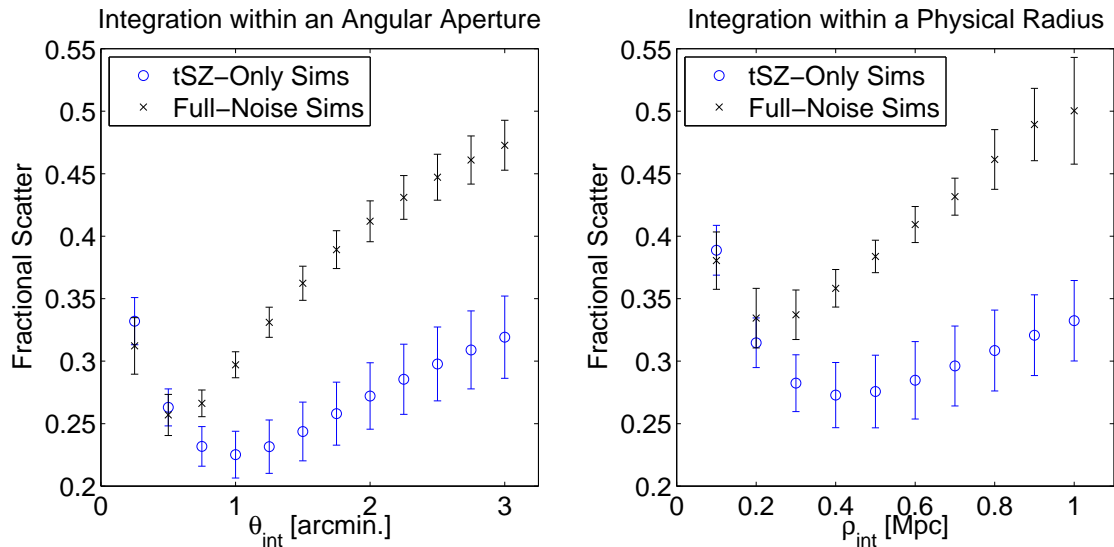 Integration within an Angular Aperture
0.55
0.5
0.45
0.4
0.35
0.3
0.25
0.2
Fractional Scatter
tSZ−Only Sims
Full−Noise Sims
0
1
2
3
θint [arcmin.]
Integration within a Physical Radius
0.55
0.5
0.45
0.4
0.35
0.3
0.25
0.2
Fractional Scatter
tSZ−Only Sims
Full−Noise Sims
0
0.2
0.4
0.6
0.8
1
ρint [Mpc]